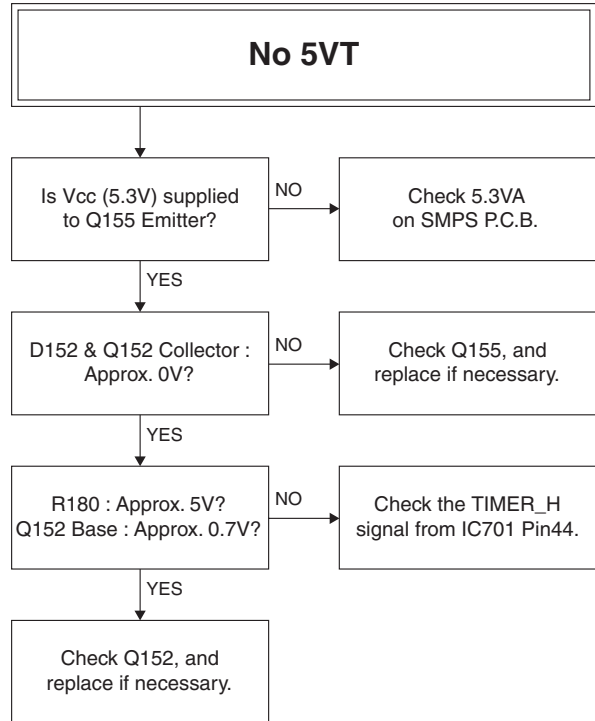 No 5VT
Is Vcc (5.3V) supplied
to Q155 Emitter?
NO
Check 5.3VA
on SMPS P.C.B.
YES
D152 & Q152 Collector :
Approx. 0V?
NO
Check Q155, and
replace if necessary.
YES
R180 : Approx. 5V?
Q152 Base : Approx. 0.7V?
NO
Check the TIMER_H
signal from IC701 Pin44.
YES
Check Q152, and
replace if necessary.